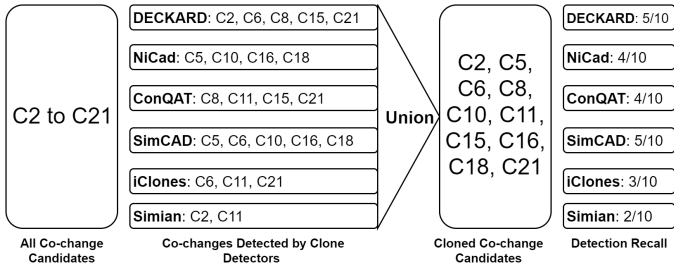 C2 to C21
All Co-change
Candidates
DECKARD: C2, C6, C8, C15, C21
NiCad: C5, C10, C16, C18
ConQAT: C8, C11, C15, C21
SimCAD: C5, C6, C10, C16, C18
iClones: C6, C11, C21
Simian: C2, C11
Co-changes Detected by Clone
Detectors
Union
C2, C5,
C6, C8,
C10, C11,
C15, C16,
C18, C21
Cloned Co-change
Candidates
DECKARD: 5/10
NiCad: 4/10
ConQAT: 4/10
SimCAD: 5/10
iClones: 3/10
Simian: 2/10
Detection Recall